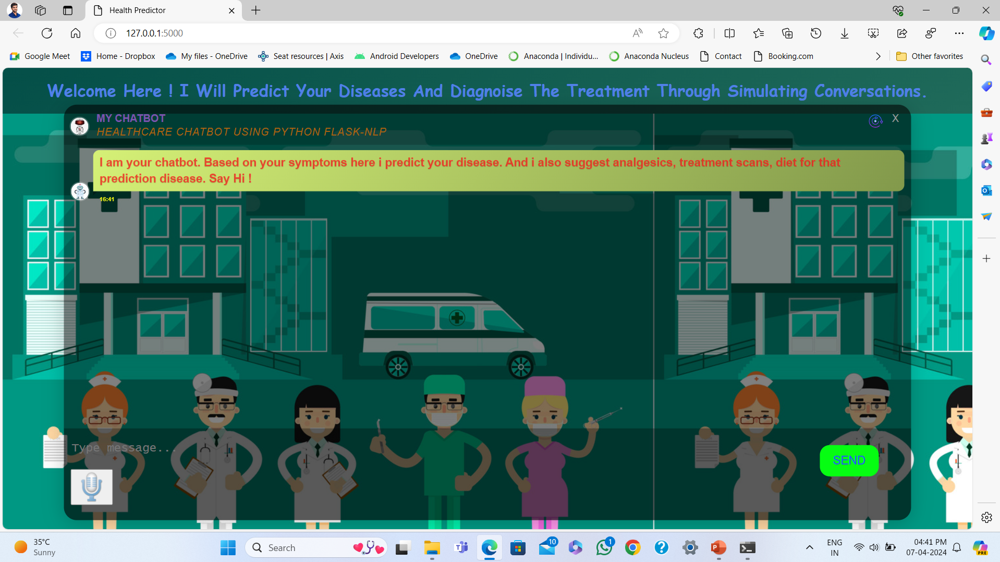 Health Predictor
127.0.0.1:5000
Google Meet
Home - Dropbox
My files - OneDrive
Seat resources | Axis
Android Developers
OneDrive
Anaconda | Individu...
Anaconda Nucleus
Contact
Booking.com
Other favorites
Welcome Here ! I Will Predict Your Diseases And Diagnoise The Treatment Through Simulating Conversations.
MY CHATBOT
X
HEALTHCARE CHATBOT USING PYTHON FLASK-NLP
I am your chatbot. Based on your symptoms here i predict your disease. And i also suggest analgesics, treatment scans, diet for that
prediction disease. Say Hi !
16:41
Type message...
SEND
35°C
Sunny
Search
10
1
ENG
IN
04:41 PM
07-04-2024
PRE